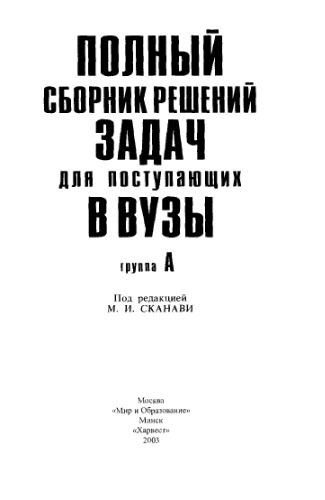 ПОЛНЫЙ
СБОРНИК РЕШЕНИЙ
ЗАДАЧ
ДЛЯ ПОСТУПАЮЩИХ
В ВУЗЫ
группа А
Под редакцией
М. И. СКАНАВИ
Москва
«Мир и Образование»
Минск
«Харвест»
2003